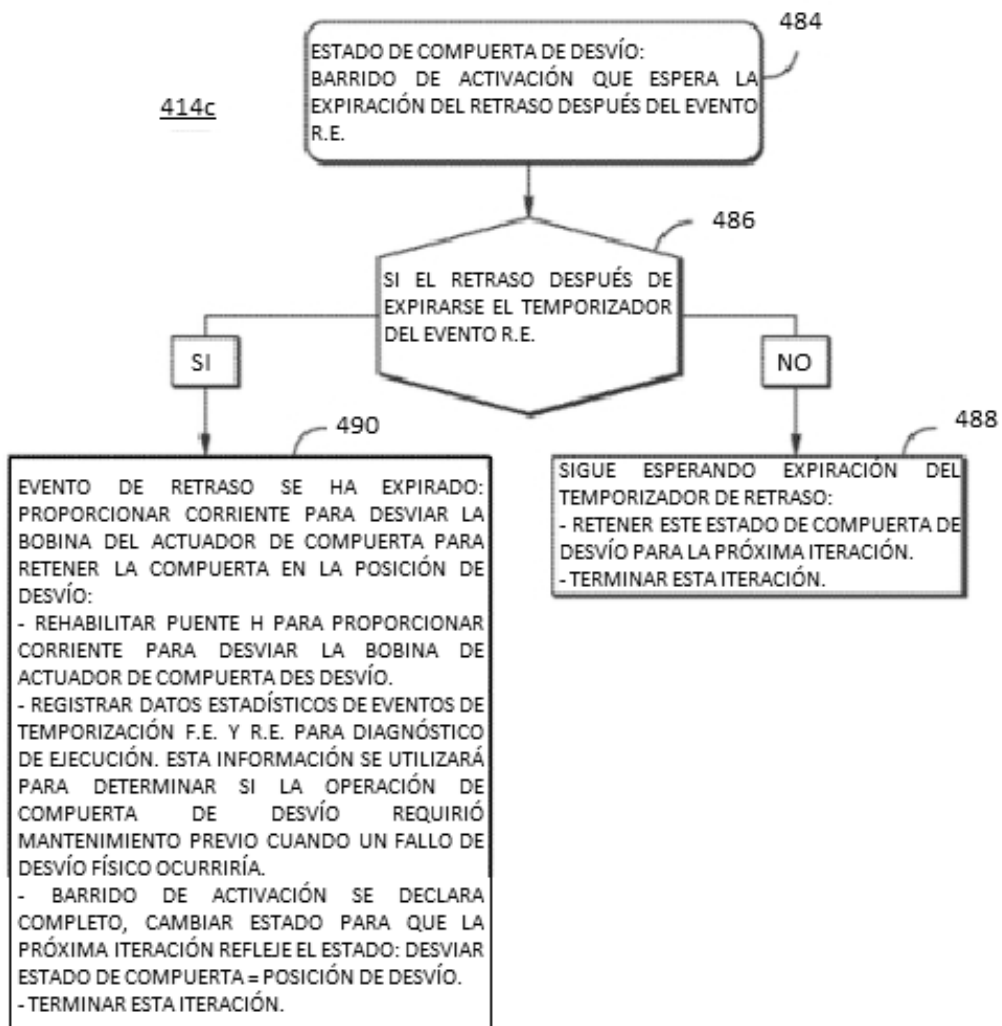 484
ESTADO DE COMPUERTA DE DESVÍO:
BARRIDO DE ACTIVACIÓN QUE ESPERA LA
EXPIRACIÓN DEL RETRASO DESPUÉS DEL EVENTO
R.E.
414c
486
SI EL RETRASO DESPUÉS DE
EXPIRARSE EL TEMPORIZADOR
DEL EVENTO R.E.
SI
NO
490
EVENTO DE RETRASO SE HA EXPIRADO:
PROPORCIONAR CORRIENTE PARA DESVIAR LA
BOBINA DEL ACTUADOR DE COMPUERTA PARA
RETENER LA COMPUERTA EN LA POSICIÓN DE
DESVÍO:
- REHABILITAR PUENTE H PARA PROPORCIONAR
CORRIENTE PARA DESVIAR LA BOBINA DE
ACTUADOR DE COMPUERTA DES DESVÍO.
- REGISTRAR DATOS ESTADÍSTICOS DE EVENTOS DE
TEMPORIZACIÓN F.E. Y R.E. PARA DIAGNÓSTICO
DE EJECUCIÓN. ESTA INFORMACIÓN SE UTILIZARÁ
PARA DETERMINAR SI LA OPERACIÓN DE
COMPUERTA DE DESVÍO REQUIRIÓ
MANTENIMIENTO PREVIO CUANDO UN FALLO DE
DESVÍO FÍSICO OCURRIRÍA.
- BARRIDO DE ACTIVACIÓN SE DECLARA
COMPLETO, CAMBIAR ESTADO PARA QUE LA
PRÓXIMA ITERACIÓN REFLEJE EL ESTADO: DESVIAR
ESTADO DE COMPUERTA = POSICIÓN DE DESVÍO.
- TERMINAR ESTA ITERACIÓN.
488
SIGUE ESPERANDO EXPIRACIÓN DEL
TEMPORIZADOR DE RETRASO:
- RETENER ESTE ESTADO DE COMPUERTA DE
DESVÍO PARA LA PRÓXIMA ITERACIÓN.
- TERMINAR ESTA ITERACIÓN.